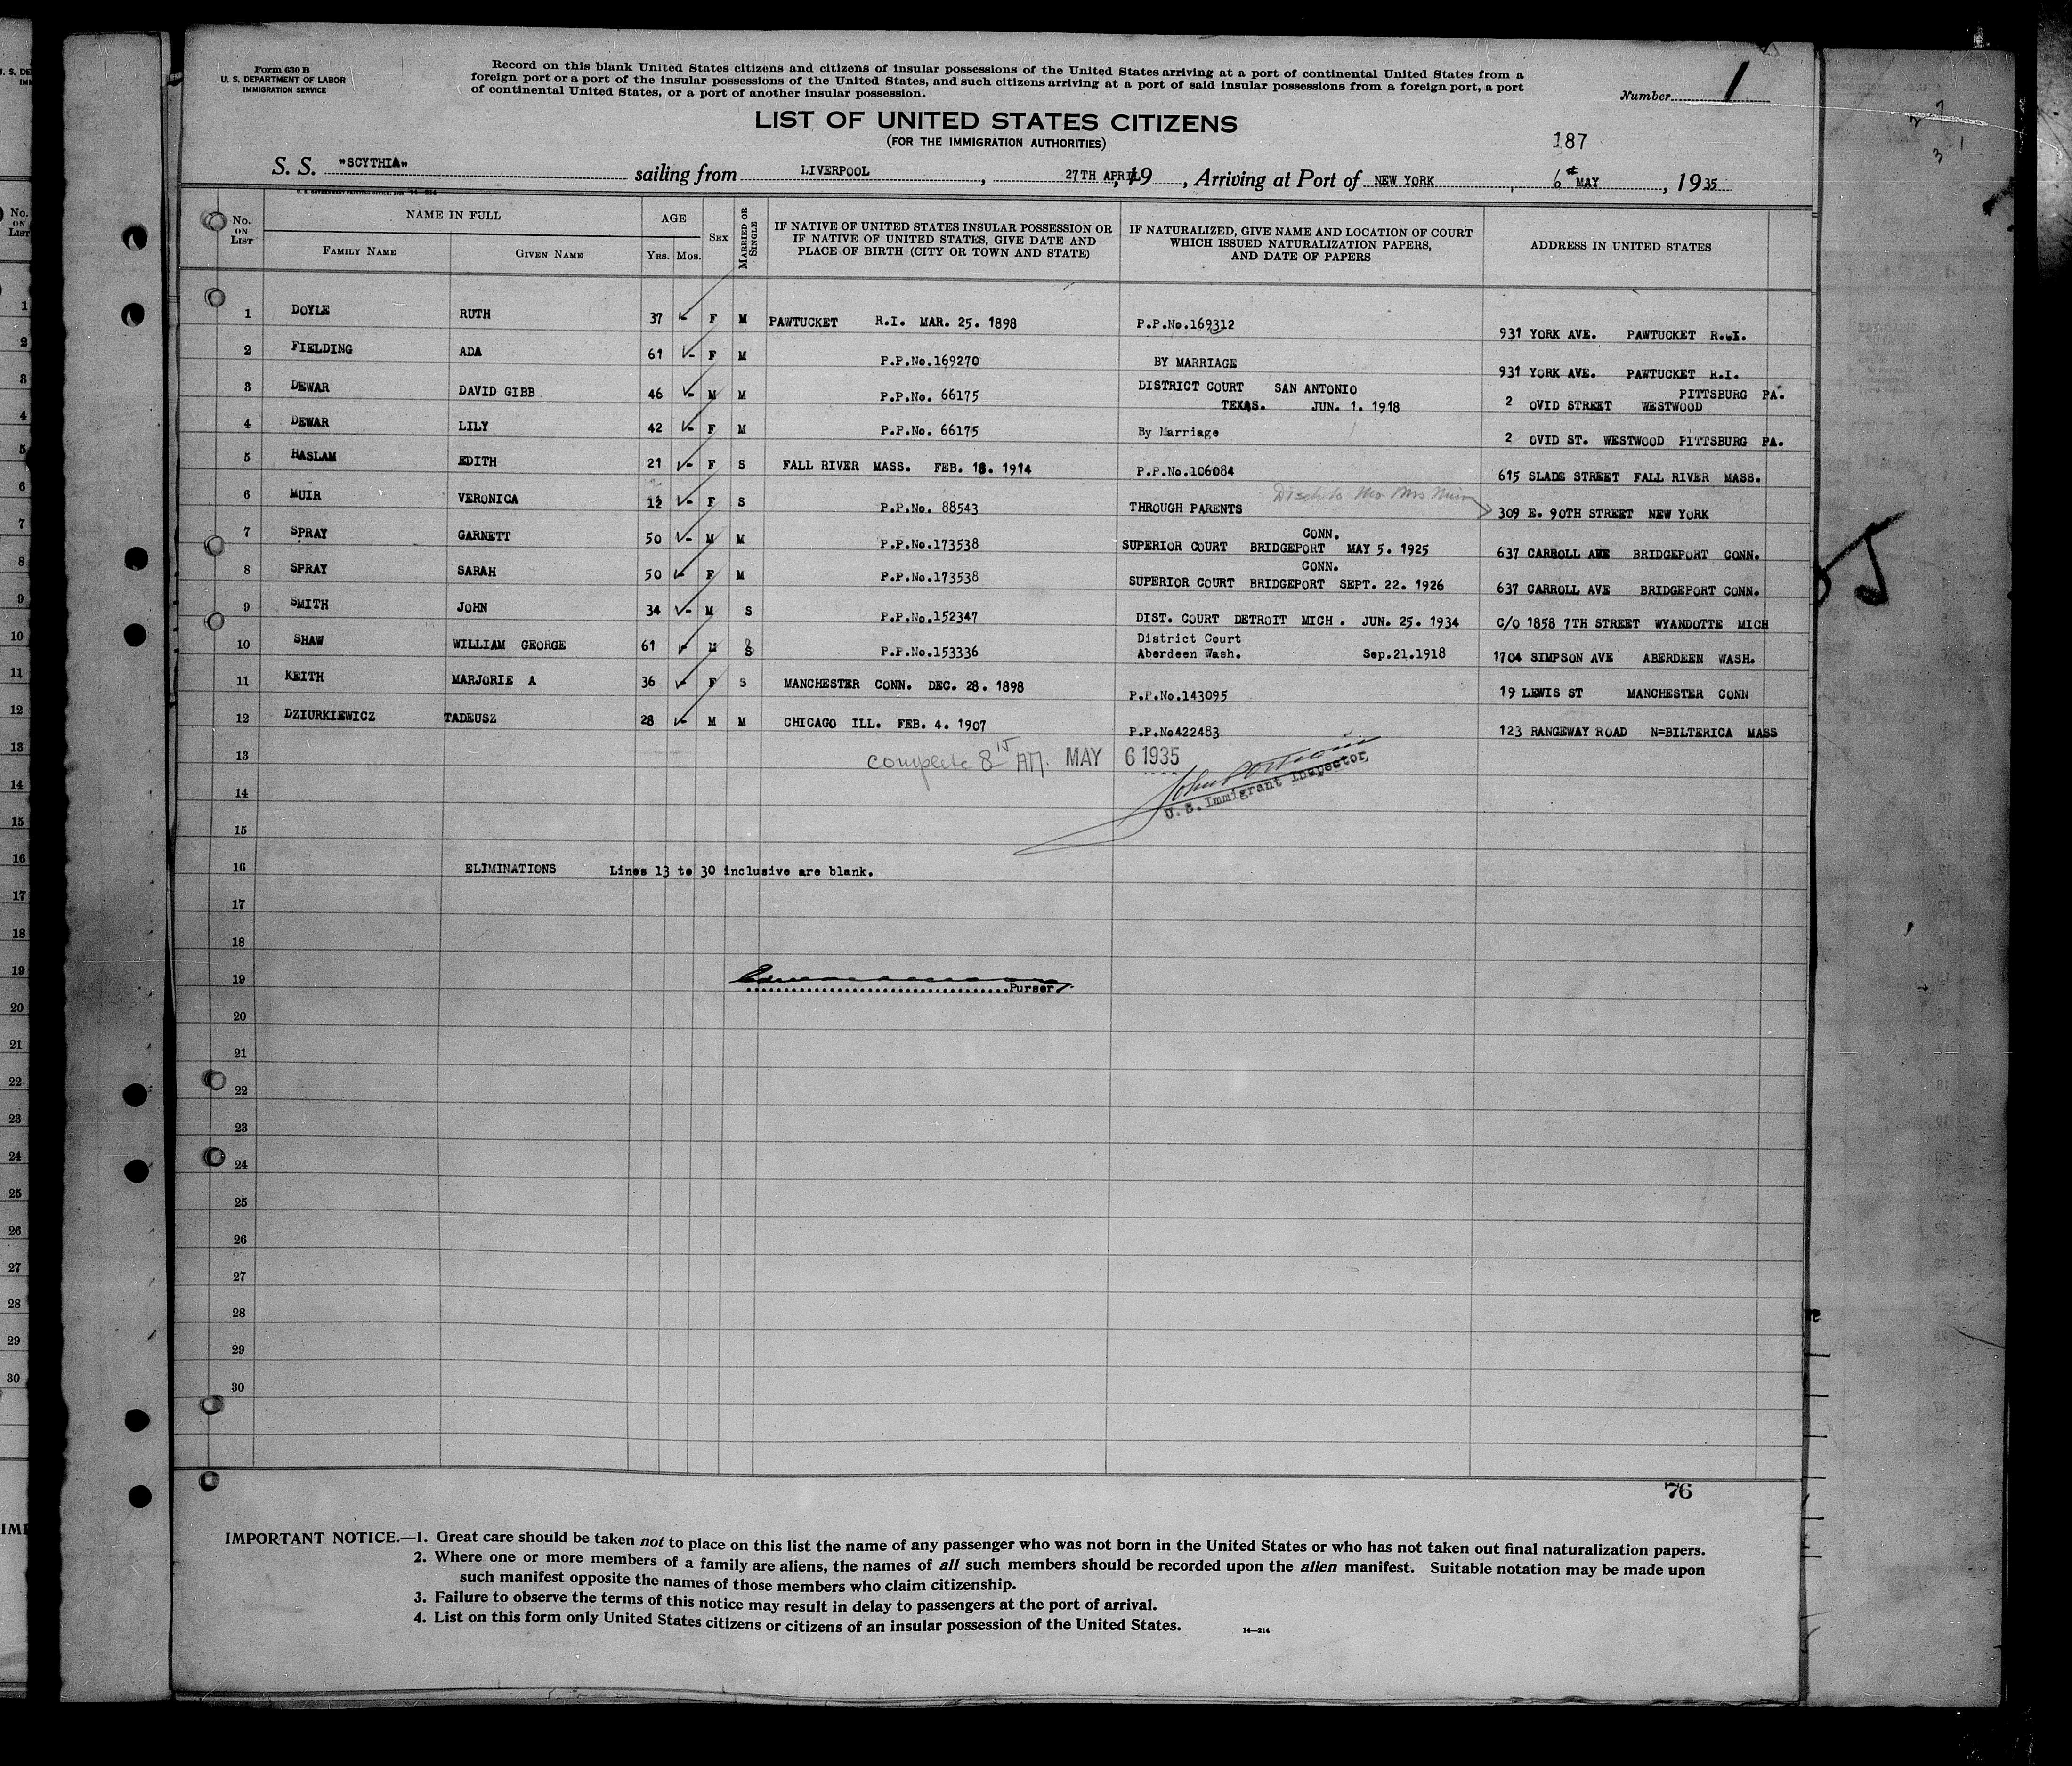 Form 630 B
U. S. DEPARTMENT OF LABOR
IMMIGRATION SERVICE
Record on this blank United States citizens and citizens of insular possessions of the United States arriving at a port of continental United States from a
foreign port or a port of the insular possessions of the United States, and such citizens arriving at a port of said insular possessions from a foreign port, a port
of continental United States, or a port of another insular possession.
Number 1
LIST OF UNITED STATES CITIZENS
(FOR THE IMMIGRATION AUTHORITIES)
187
S. S. "SCYTHIA" sailing from LIVERPOOL, 27TH APRIL, 19 , Arriving at Port of NEW YORK, 6th MAY, 1935
No. ON LIST
NAME IN FULL
FAMILY NAME
GIVEN NAME
AGE
YRS. MOS.
SEX
MARRIED OR SINGLE
IF NATIVE OF UNITED STATES INSULAR POSSESSION OR
IF NATIVE OF UNITED STATES, GIVE DATE AND
PLACE OF BIRTH (CITY OR TOWN AND STATE)
IF NATURALIZED, GIVE NAME AND LOCATION OF COURT
WHICH ISSUED NATURALIZATION PAPERS,
AND DATE OF PAPERS
ADDRESS IN UNITED STATES
1 DOYLE RUTH 37 F M PAWTUCKET R.I. MAR. 25. 1898 P.P.No.169312 931 YORK AVE. PAWTUCKET R.I.
2 FIELDING ADA 61 F M P.P.No.169270 BY MARRIAGE 931 YORK AVE. PAWTUCKET R.I.
3 DEWAR DAVID GIBB 46 M M P.P.No. 66175 DISTRICT COURT SAN ANTONIO TEXAS. JUN. 1. 1918 2 OVID STREET WESTWOOD PITTSBURG PA.
4 DEWAR LILY 42 F M P.P.No. 66175 By Marriage 2 OVID ST. WESTWOOD PITTSBURG PA.
5 HASLAM EDITH 21 F S FALL RIVER MASS. FEB. 18. 1914 P.P.No.106084 615 SLADE STREET FALL RIVER MASS.
6 MUIR VERONICA 12 F S P.P.No. 88543 THROUGH PARENTS 309 E. 90TH STREET NEW YORK
7 SPRAY GARNETT 50 M M P.P.No.173538 SUPERIOR COURT BRIDGEPORT CONN. MAY 5. 1925 637 CARROLL AVE BRIDGEPORT CONN.
8 SPRAY SARAH 50 F M P.P.No.173538 SUPERIOR COURT BRIDGEPORT CONN. SEPT. 22. 1926 637 CARROLL AVE BRIDGEPORT CONN.
9 SMITH JOHN 34 M S P.P.No.152347 DIST. COURT DETROIT MICH. JUN. 25. 1934 C/O 1858 7TH STREET WYANDOTTE MICH
10 SHAW WILLIAM GEORGE 61 M S P.P.No.153336 District Court Aberdeen Wash. Sep.21.1918 1704 SIMPSON AVE ABERDEEN WASH.
11 KEITH MARJORIE A 36 F S MANCHESTER CONN. DEC. 28. 1898 P.P.No.143095 19 LEWIS ST MANCHESTER CONN
12 DZIURKIEWICZ TADEUSZ 28 M M CHICAGO ILL. FEB. 4. 1907 P.P.No422483 123 RANGEWAY ROAD N=BILTERICA MASS
13 complete 8 15 AM. MAY 6 1935
14 U. S. Immigrant Inspector
15
16 ELIMINATIONS Lines 13 to 30 inclusive are blank.
17
18
19 Purser
20
21
22
23
24
25
26
27
28
29
30
76
IMPORTANT NOTICE.—1. Great care should be taken not to place on this list the name of any passenger who was not born in the United States or who has not taken out final naturalization papers.
2. Where one or more members of a family are aliens, the names of all such members should be recorded upon the alien manifest. Suitable notation may be made upon
such manifest opposite the names of those members who claim citizenship.
3. Failure to observe the terms of this notice may result in delay to passengers at the port of arrival.
4. List on this form only United States citizens or citizens of an insular possession of the United States.
14—214